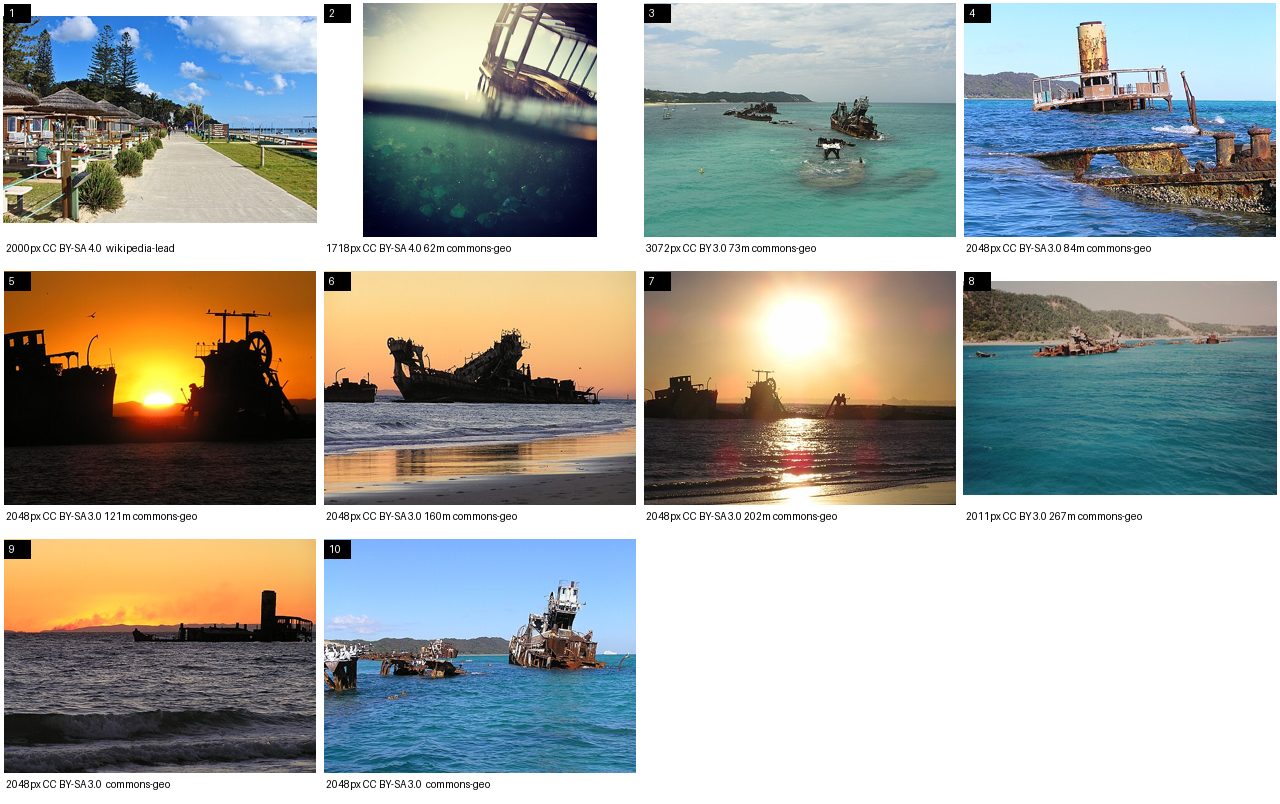 1
2
3
4
2000px CC BY-SA 4.0 wikipedia-lead
1718px CC BY-SA 4.0 62m commons-geo
3072px CC BY 3.0 73m commons-geo
2048px CC BY-SA 3.0 84m commons-geo
5
6
7
8
2048px CC BY-SA 3.0 121m commons-geo
2048px CC BY-SA 3.0 160m commons-geo
2048px CC BY-SA 3.0 202m commons-geo
2011px CC BY 3.0 267m commons-geo
9
10
2048px CC BY-SA 3.0 commons-geo
2048px CC BY-SA 3.0 commons-geo